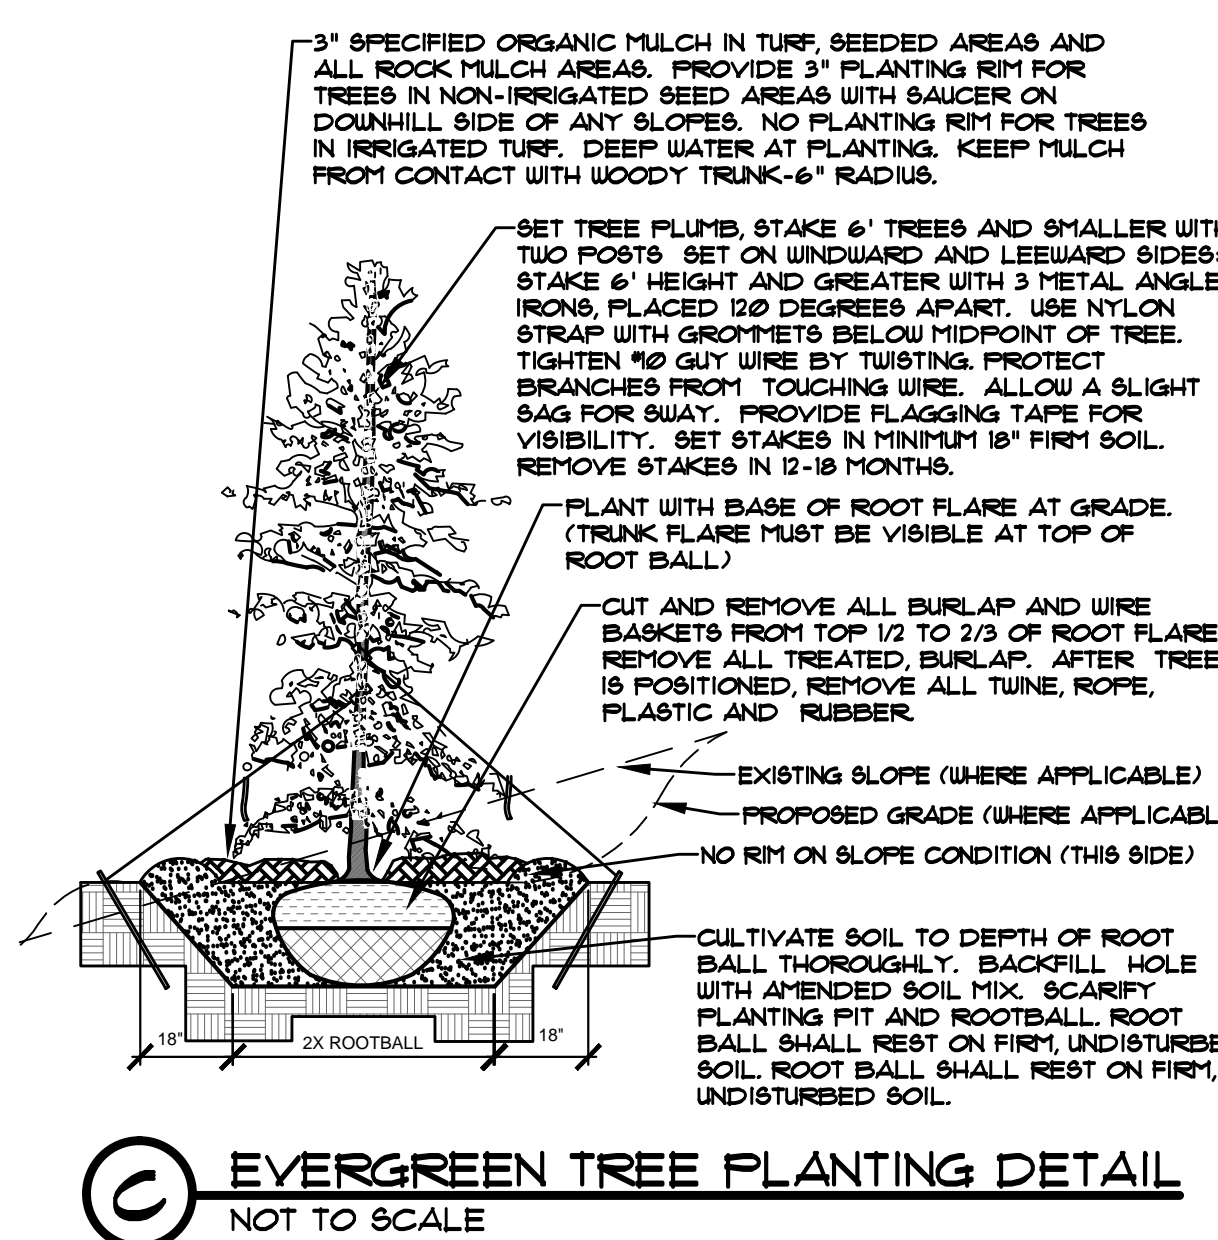 3" SPECIFIED ORGANIC MULCH IN TURF, SEEDED AREAS AND
ALL ROCK MULCH AREAS. PROVIDE 3" PLANTING RIM FOR
TREES IN NON-IRRIGATED SEED AREAS WITH SAUCER ON
DOWNHILL SIDE OF ANY SLOPES. NO PLANTING RIM FOR TREES
IN IRRIGATED TURF. DEEP WATER AT PLANTING. KEEP MULCH
FROM CONTACT WITH WOODY TRUNK-6" RADIUS.
SET TREE PLUMB, STAKE 6' TREES AND SMALLER WITH
TWO POSTS SET ON WINDWARD AND LEEWARD SIDES:
STAKE 6' HEIGHT AND GREATER WITH 3 METAL ANGLE
IRONS, PLACED 120 DEGREES APART. USE NYLON
STRAP WITH GROMMETS BELOW MIDPOINT OF TREE.
TIGHTEN #10 GUY WIRE BY TWISTING. PROTECT
BRANCHES FROM TOUCHING WIRE. ALLOW A SLIGHT
SAG FOR SWAY. PROVIDE FLAGGING TAPE FOR
VISIBILITY. SET STAKES IN MINIMUM 18" FIRM SOIL.
REMOVE STAKES IN 12-18 MONTHS.
PLANT WITH BASE OF ROOT FLARE AT GRADE.
(TRUNK FLARE MUST BE VISIBLE AT TOP OF
ROOT BALL)
CUT AND REMOVE ALL BURLAP AND WIRE
BASKETS FROM TOP 1/2 TO 2/3 OF ROOT FLARE
REMOVE ALL TREATED, BURLAP. AFTER TREE
IS POSITIONED, REMOVE ALL TWINE, ROPE,
PLASTIC AND RUBBER.
EXISTING SLOPE (WHERE APPLICABLE)
PROPOSED GRADE (WHERE APPLICABL
NO RIM ON SLOPE CONDITION (THIS SIDE)
CULTIVATE SOIL TO DEPTH OF ROOT
BALL THOROUGHLY. BACKFILL HOLE
WITH AMENDED SOIL MIX. SCARIFY
PLANTING PIT AND ROOTBALL. ROOT
BALL SHALL REST ON FIRM, UNDISTURBE
SOIL. ROOT BALL SHALL REST ON FIRM,
UNDISTURBED SOIL.
18" 2X ROOTBALL 18"
C EVERGREEN TREE PLANTING DETAIL
NOT TO SCALE